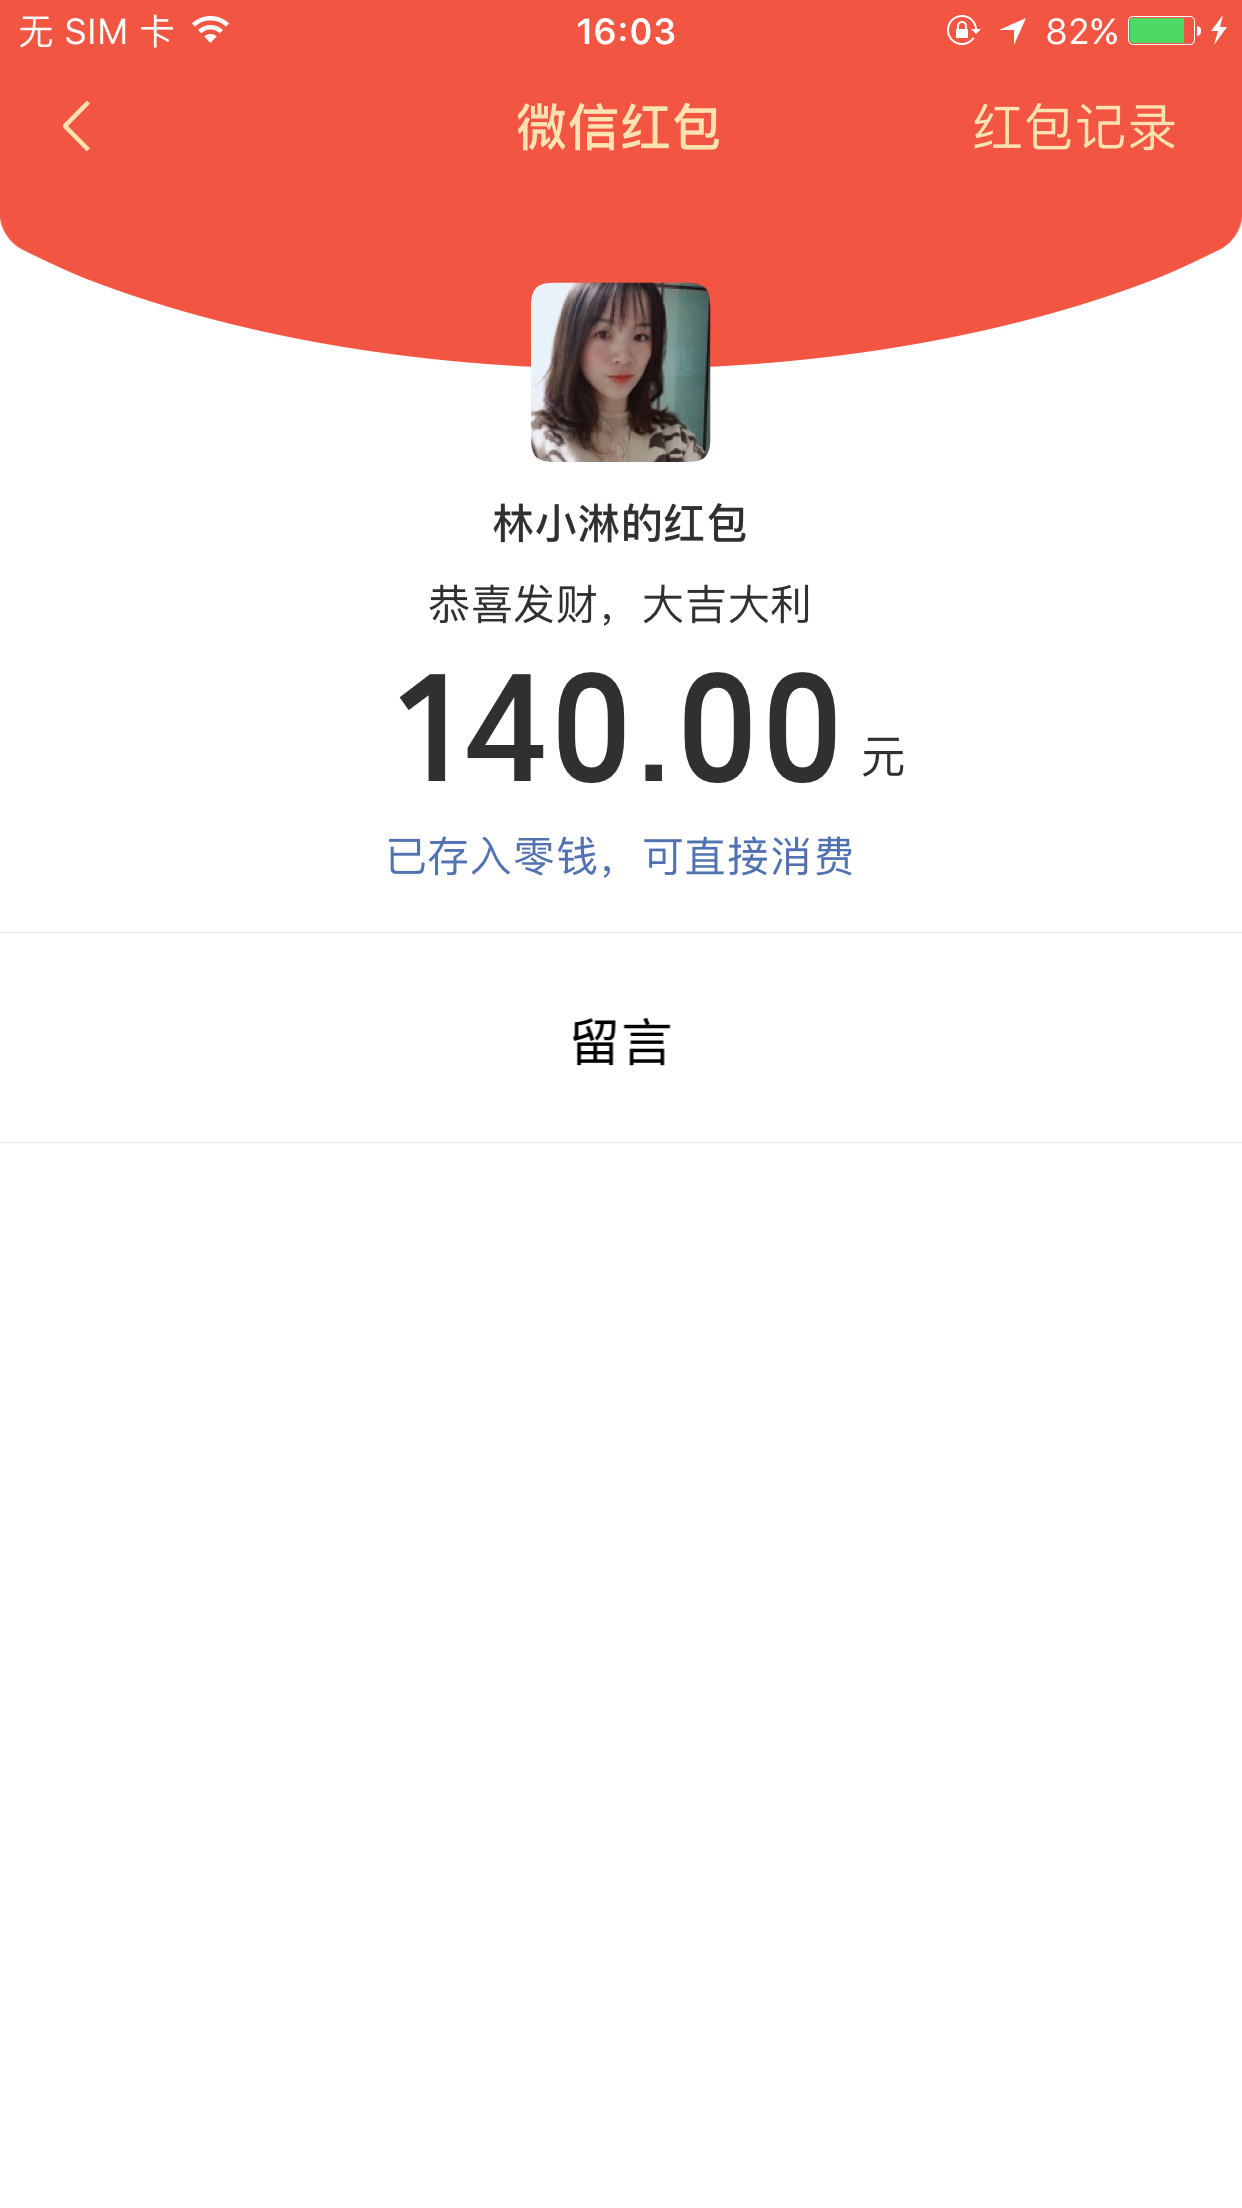 无 SIM 卡 16:03 82%
微信红包 红包记录
林小淋的红包
恭喜发财，大吉大利
140.00 元
已存入零钱，可直接消费
留言